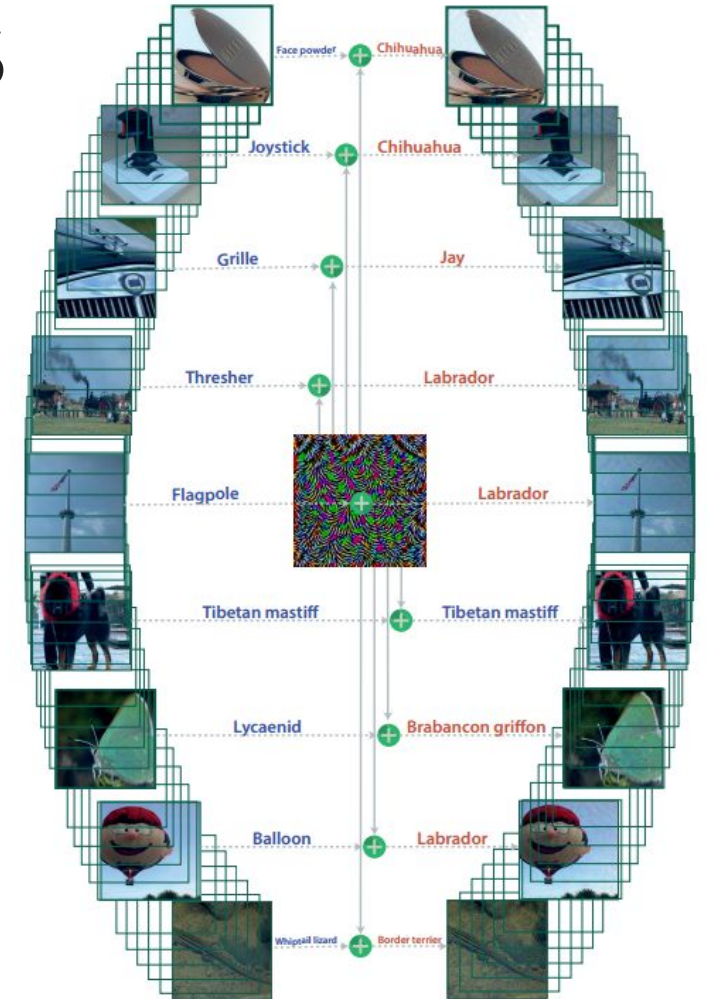 Face powder Chihuahua
Joystick Chihuahua
Grille Jay
Thresher Labrador
Flagpole Labrador
Tibetan mastiff Tibetan mastiff
Lycaenid Brabancon griffon
Balloon Labrador
Whiptail lizard Border terrier